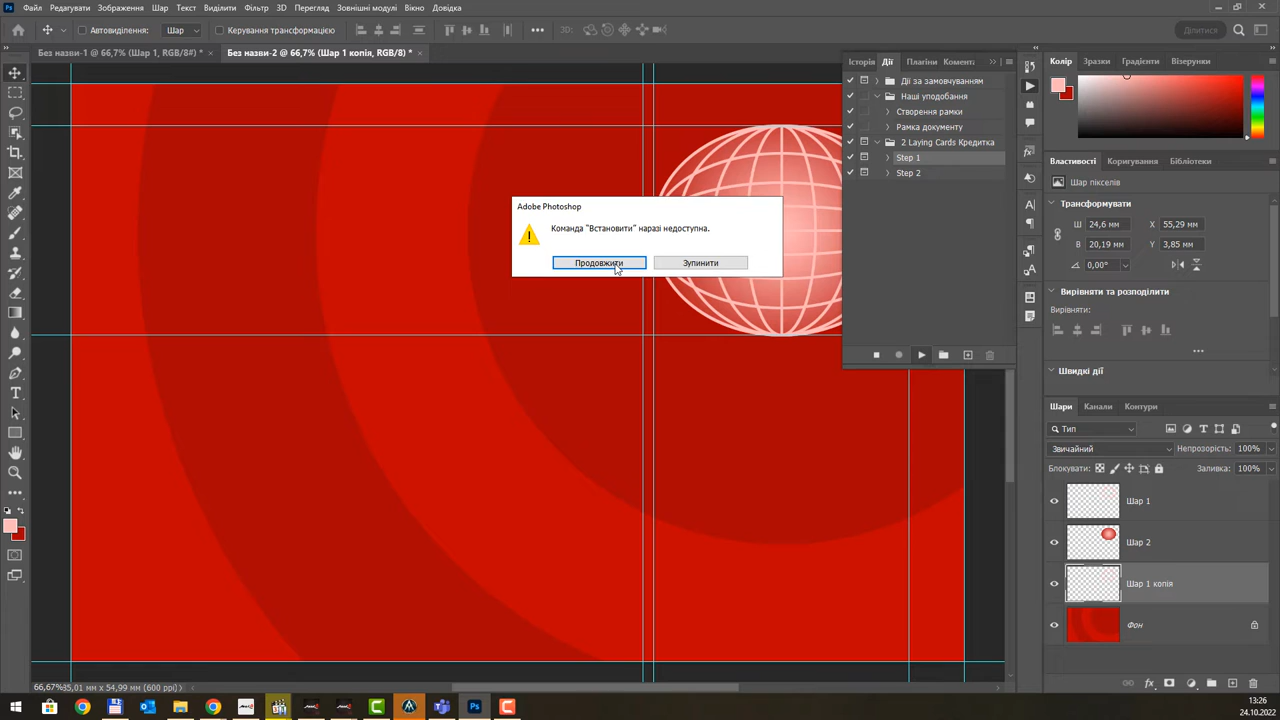 Файл Редагування Зображення Шар Текст Виділити Фільтр 3D Перегляд Зовнішні модулі Вікно Довідка
Автовиділення: Шар Керування трансформацією 3D: Ділитися
Без назви-1 @ 66,7% (Шар 1, RGB/8#) * × Без назви-2 @ 66,7% (Шар 1 копія, RGB/8) * ×
Історія Дії Плагіни Комента
Дії за замовчуванням
Наші уподобання
Створення рамки
Рамка документу
2 Laying Cards Кредитка
Step 1
Step 2
Adobe Photoshop
Команда "Встановити" наразі недоступна.
Продовжити Зупинити
Колір Зразки Градієнти Візерунки
Властивості Коригування Бібліотеки
Шар пікселів
Трансформувати
Ш 24,6 мм X 55,29 мм
В 20,19 мм Y 3,85 мм
0,00°
Вирівняти та розподілити
Вирівняти:
Швидкі дії
Шари Канали Контури
Тип
Звичайний Непрозорість: 100%
Блокувати: Заливка: 100%
Шар 1
Шар 2
Шар 1 копія
Фон
66,67% 35,01 мм x 54,99 мм (600 ppi)
13:26
24.10.2022